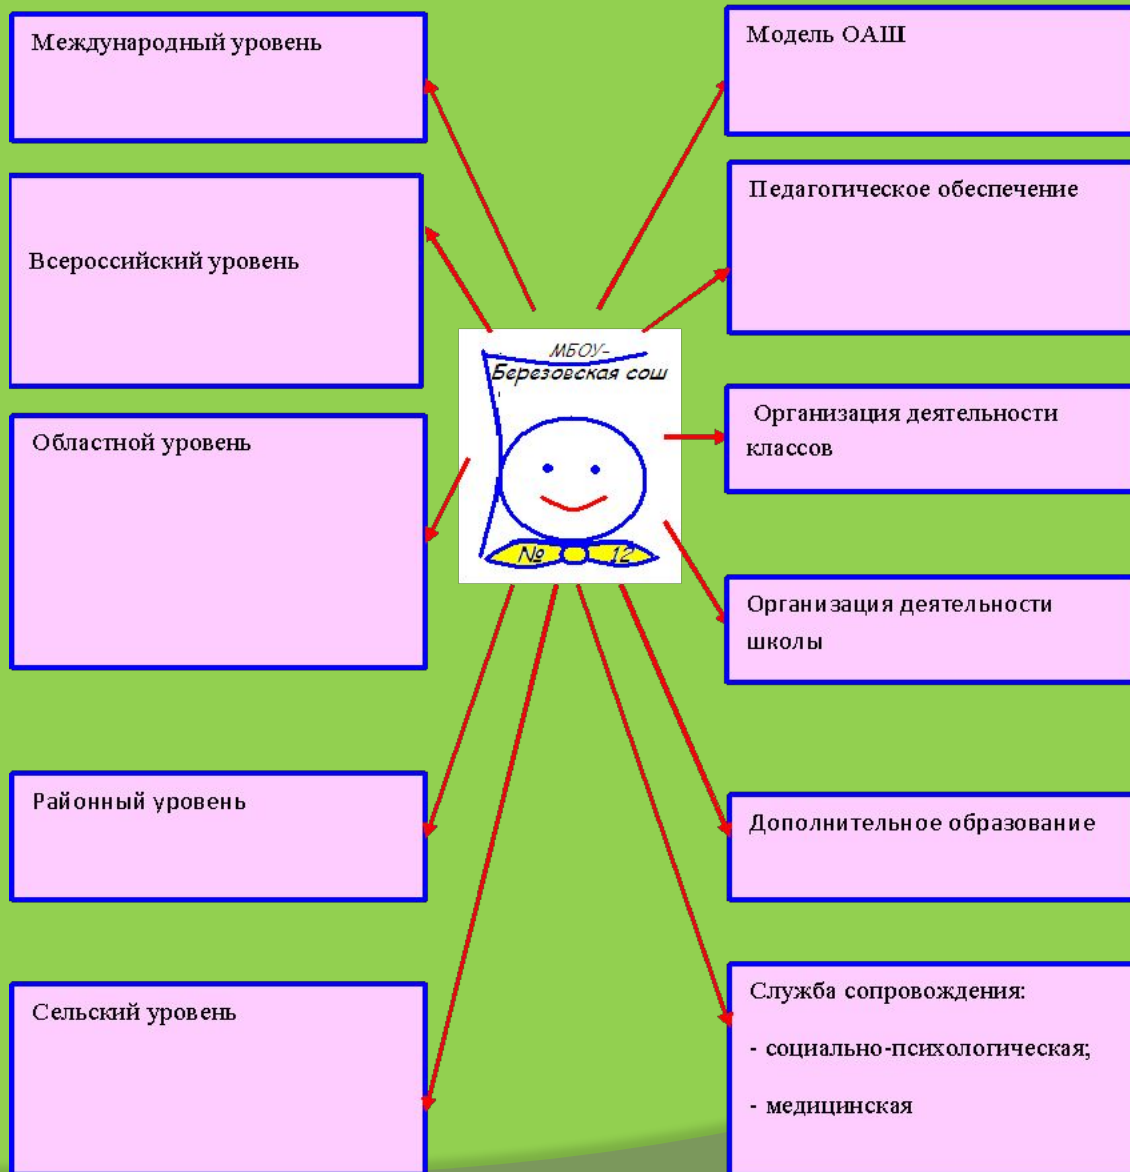 Международный уровень
Всероссийский уровень
Областной уровень
Районный уровень
Сельский уровень
МБОУ-
Березовская сош
№ 12
Модель ОАШ
Педагогическое обеспечение
Организация деятельности
классов
Организация деятельности
школы
Дополнительное образование
Служба сопровождения:
- социально-психологическая;
- медицинская